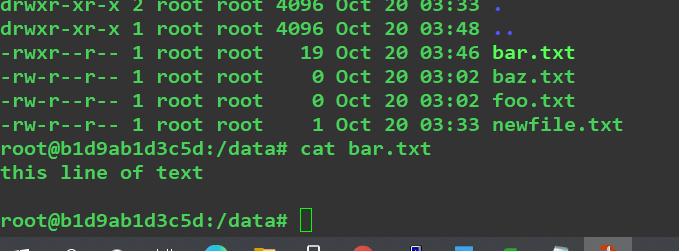 drwxr-xr-x 2 root root 4096 Oct 20 03:33 .
drwxr-xr-x 1 root root 4096 Oct 20 03:48 ..
-rwxr--r-- 1 root root   19 Oct 20 03:46 bar.txt
-rw-r--r-- 1 root root    0 Oct 20 03:02 baz.txt
-rw-r--r-- 1 root root    0 Oct 20 03:02 foo.txt
-rw-r--r-- 1 root root    1 Oct 20 03:33 newfile.txt
root@b1d9ab1d3c5d:/data# cat bar.txt
this line of text
root@b1d9ab1d3c5d:/data#